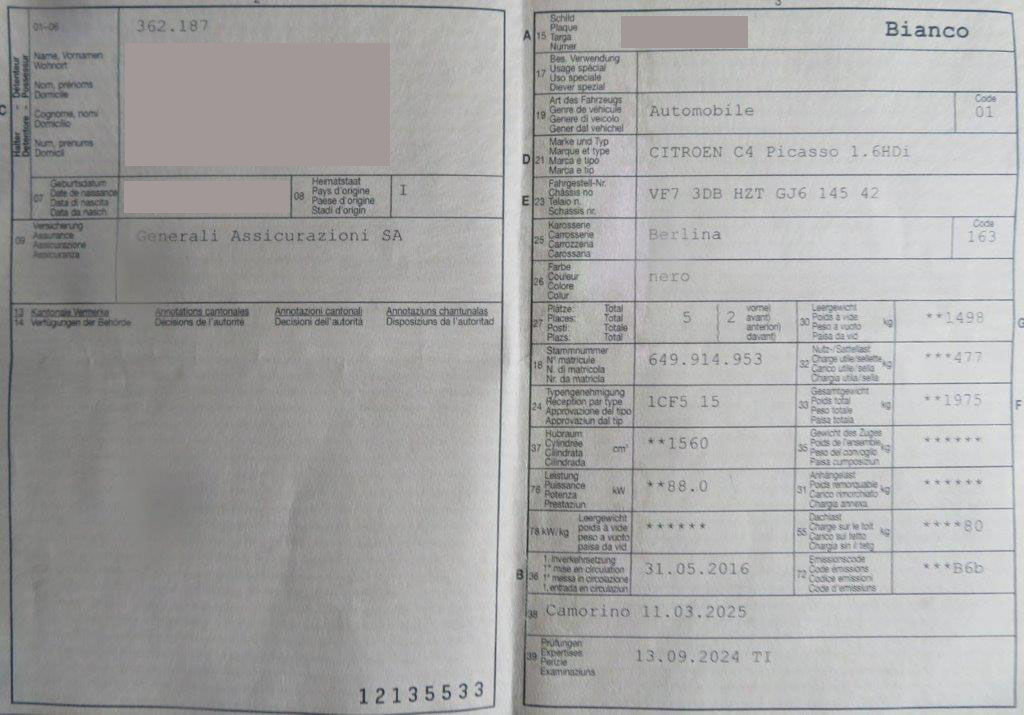 2
01-06
362.187
C
Halter - Detentore
Détenteur - Possessur
Name, Vornamen
Wohnort
Nom, prénoms
Domicile
Cognome, nomi
Domicilio
Num, prenums
Domicil
07
Geburtsdatum
Date de naissance
Data di nascita
Data da nasch.
08
Heimatstaat
Pays d'origine
Paese d'origine
Stadi d'origin
I
09
Versicherung
Assurance
Assicurazione
Assicuranza
Generali Assicurazioni SA
13 Kantonale Vermerke Annotations cantonales Annotazioni cantonali Annotaziuns chantunalas
14 Verfügungen der Behörde Décisions de l'autorité Decisioni dell'autorità Disposiziuns da l'autoritad
12135533
3
A 15
Schild
Plaque
Targa
Numer
Bianco
17
Bes. Verwendung
Usage spécial
Uso speciale
Diever spezial
19
Art des Fahrzeugs
Genre de véhicule
Genere di veicolo
Gener dal vehichel
Automobile
Code
01
D 21
Marke und Typ
Marque et type
Marca e tipo
Marca e tip
CITROEN C4 Picasso 1.6HDi
E 23
Fahrgestell-Nr.
Châssis no
Telaio n.
Schassis nr.
VF7 3DB HZT GJ6 145 42
25
Karosserie
Carrosserie
Carrozzeria
Carossaria
Berlina
Code
163
26
Farbe
Couleur
Colore
Colur
nero
27
Plätze: Total
Places: Total
Posti: Totale
Plazs: Total
5
( 2
vorne)
avant)
anteriori)
davant)
30
Leergewicht
Poids à vide
Peso a vuoto
Paisa da vid
kg
**1498
G
18
Stammnummer
N° matricule
N. di matricola
Nr. da matricla
649.914.953
32
Nutz-/Sattellast
Charge utile/sellette
Carico utile/sella
Chargia utila/sella
kg
***477
24
Typengenehmigung
Réception par type
Approvazione del tipo
Approvaziun dal tip
1CF5 15
33
Gesamtgewicht
Poids total
Peso totale
Paisa totala
kg
**1975
F
37
Hubraum
Cylindrée
Cilindrata
Cilindrada
cm³
**1560
35
Gewicht des Zuges
Poids de l'ensemble
Peso del convoglio
Paisa cumposiziun
kg
******
76
Leistung
Puissance
Potenza
Prestaziun
kW
**88.0
31
Anhängelast
Poids remorquable
Carico rimorchiato
Chargia annexa
kg
******
78 kW/kg
Leergewicht
poids à vide
peso a vuoto
paisa da vid
******
55
Dachlast
Charge sur le toit
Carico sul tetto
Chargia sin il tetg
kg
****80
B 36
1. Inverkehrsetzung
1re mise en circulation
1a messa in circolazione
1. entrada en circulaziun
31.05.2016
72
Emissionscode
Code émissions
Codice emissioni
Code d'emissiuns
***B6b
38 Camorino 11.03.2025
39
Prüfungen
Expertises
Perizie
Examinaziuns
13.09.2024 TI